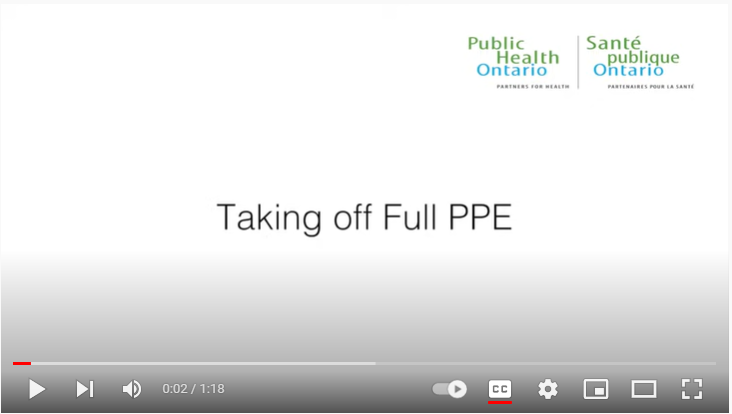 Public
Health
Ontario
PARTNERS FOR HEALTH
Santé
publique
Ontario
PARTENAIRES POUR LA SANTÉ
Taking off Full PPE
0:02 / 1:18
CC